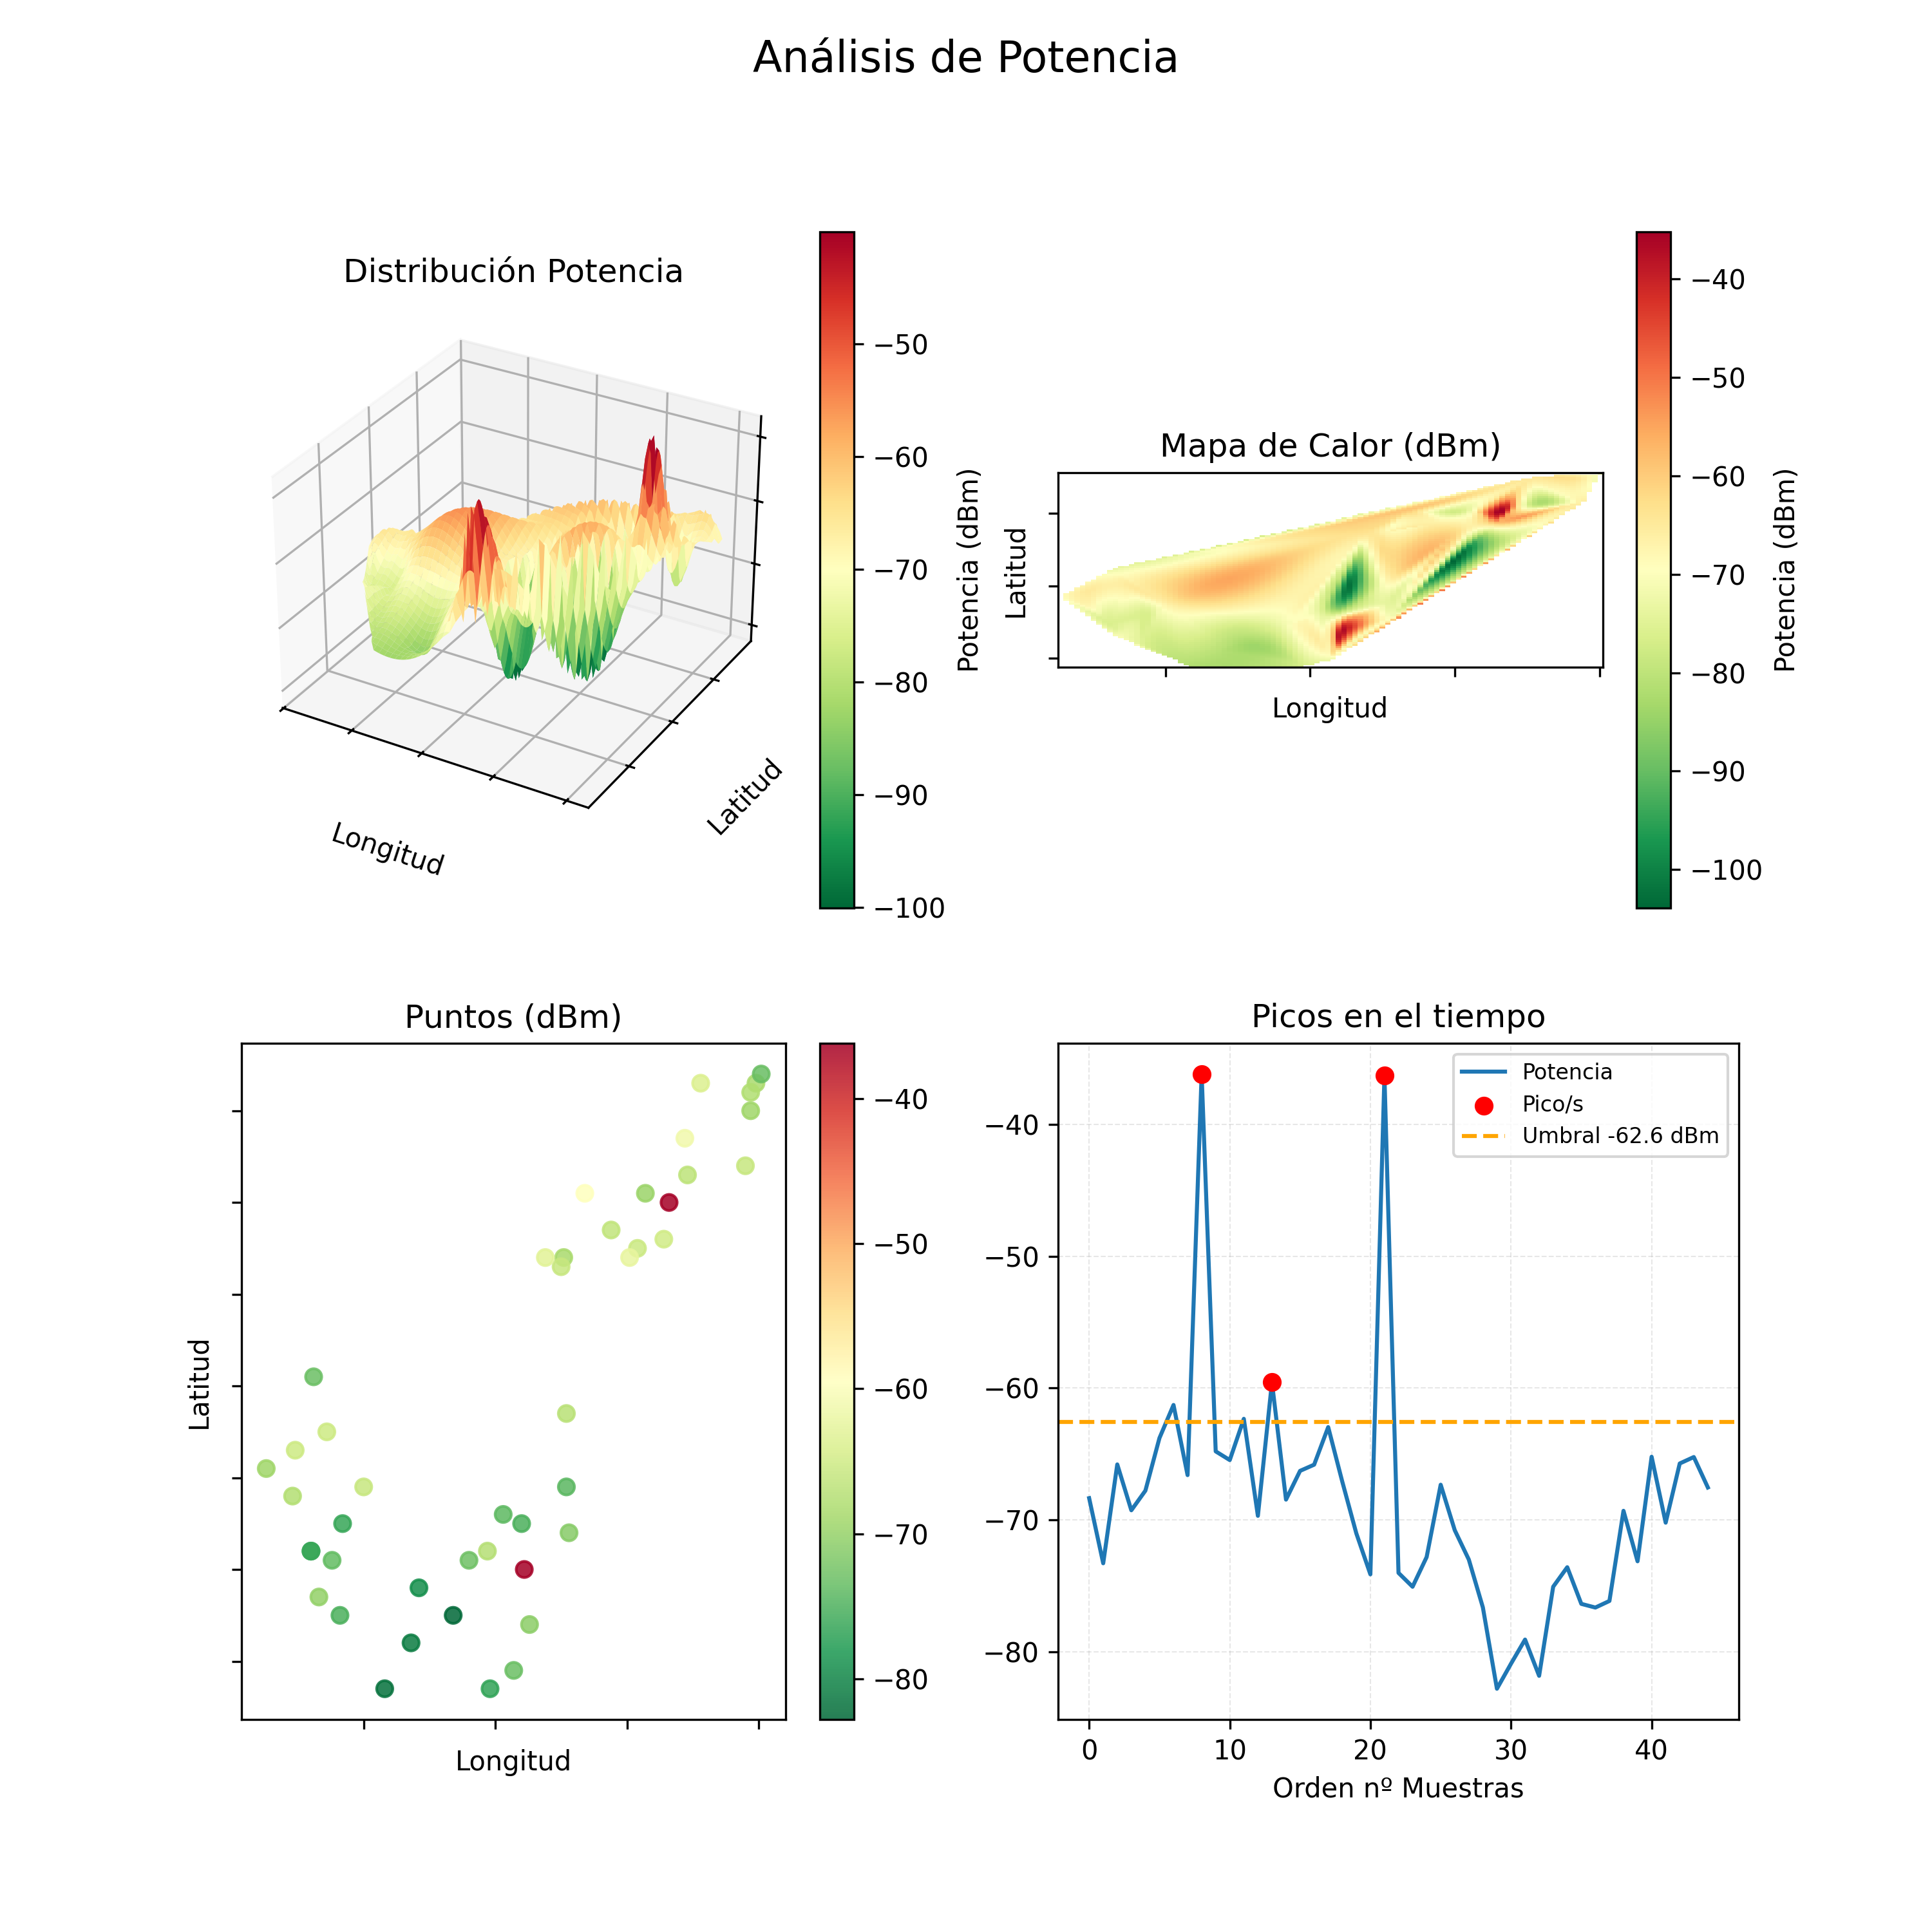 Análisis de Potencia
Distribución Potencia
Longitud
Latitud
−50
−60
−70
−80
−90
−100
Potencia (dBm)
Mapa de Calor (dBm)
Latitud
Longitud
−40
−50
−60
−70
−80
−90
−100
Potencia (dBm)
Puntos (dBm)
Latitud
Longitud
−40
−50
−60
−70
−80
Picos en el tiempo
Potencia
Pico/s
Umbral -62.6 dBm
−40
−50
−60
−70
−80
0 10 20 30 40
Orden nº Muestras